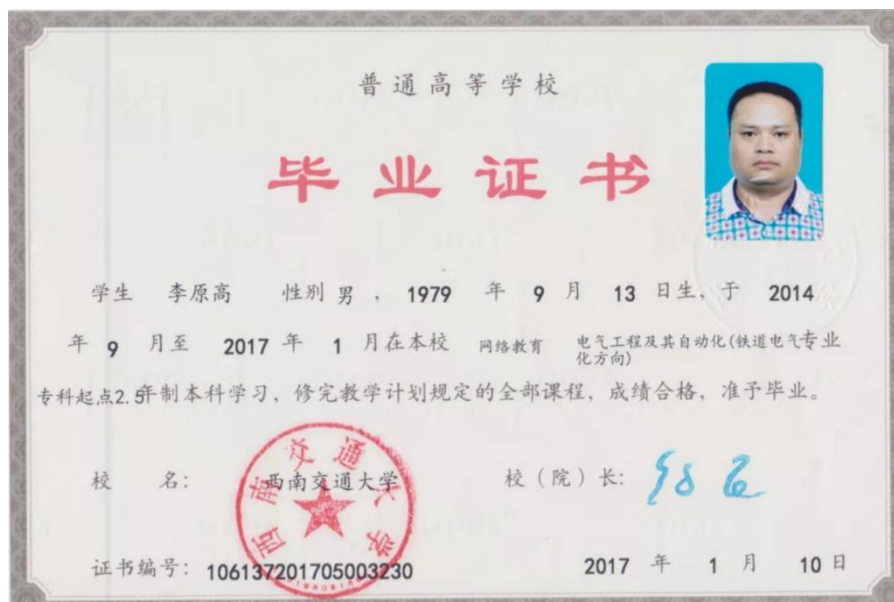 普通高等学校
毕业证书
学生 李原高 性别 男 ,1979 年 9 月 13 日生,于 2014
年 9 月至 2017 年 1 月在本校 网络教育 电气工程及其自动化(铁道电气化方向) 专业
专科起点2.5年制本科学习,修完教学计划规定的全部课程,成绩合格,准予毕业。
校 名: 西南交通大学 校(院)长:
西南交通大学
证书编号:106137201705003230 2017 年 1 月 10 日